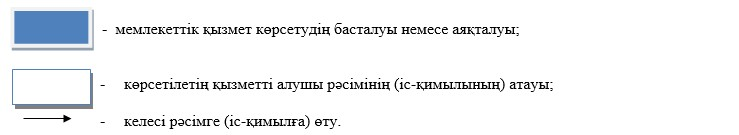 - мемлекеттік қызмет көрсетудің басталуы немесе аяқталуы;
- көрсетілетің қызметті алушы рәсімінің (іс-қимылының) атауы;
- келесі рәсімге (іс-қимылға) өту.